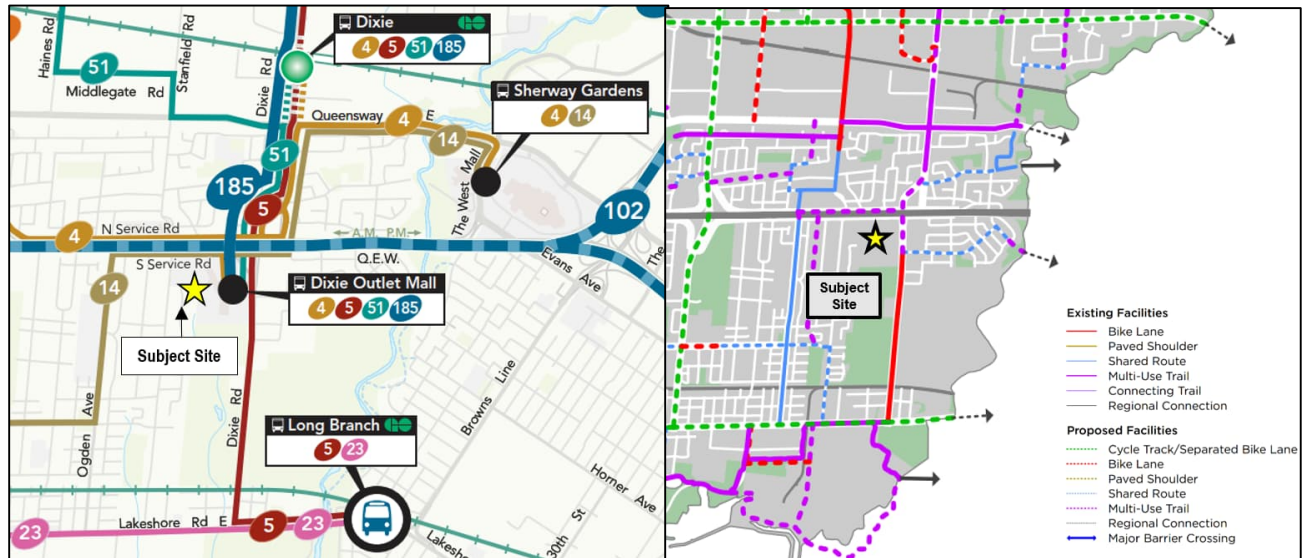 Haines Rd
Stanfield Rd
51
Middlegate Rd
Dixie Rd
Dixie GO
4 5 51 185
Sherway Gardens
4 14
Queensway E
4
14
The West Mall
51
185
5
102
N Service Rd
4
A.M. P.M.
Q.E.W.
S Service Rd
14
Dixie Outlet Mall
4 5 51 185
Evans Ave
The
Subject Site
Ogden Ave
Dixie Rd
Browns Line
Long Branch GO
5 23
Horner Ave
23
Lakeshore Rd E
5
23
Lakesho
30th St
Subject
Site
Existing Facilities
Bike Lane
Paved Shoulder
Shared Route
Multi-Use Trail
Connecting Trail
Regional Connection
Proposed Facilities
Cycle Track/Separated Bike Lane
Bike Lane
Paved Shoulder
Shared Route
Multi-Use Trail
Regional Connection
Major Barrier Crossing